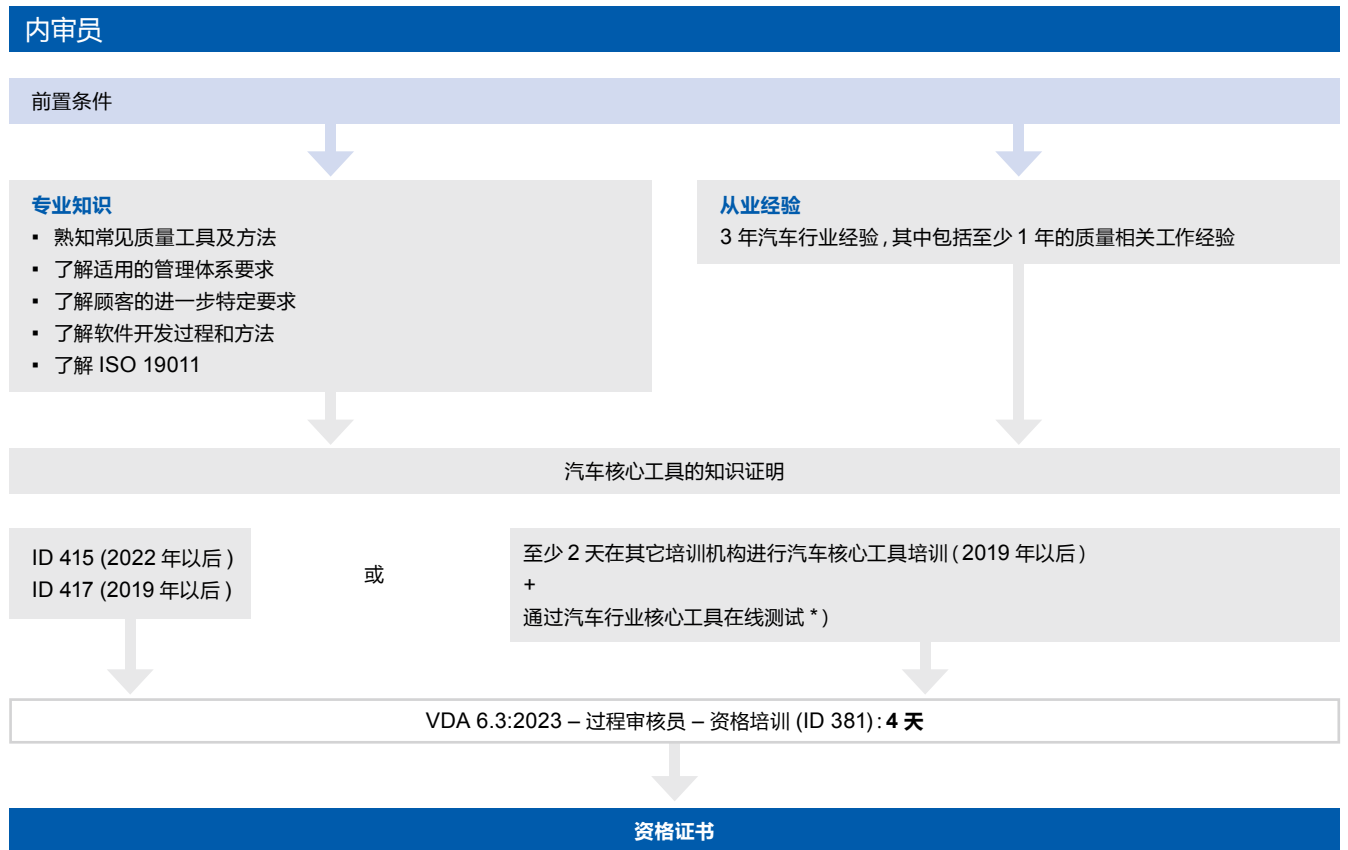 内审员
前置条件
专业知识
▪ 熟知常见质量工具及方法
▪ 了解适用的管理体系要求
▪ 了解顾客的进一步特定要求
▪ 了解软件开发过程和方法
▪ 了解 ISO 19011
从业经验
3 年汽车行业经验,其中包括至少 1 年的质量相关工作经验
汽车核心工具的知识证明
ID 415 (2022 年以后)
ID 417 (2019 年以后)
或
至少 2 天在其它培训机构进行汽车核心工具培训(2019 年以后)
+
通过汽车行业核心工具在线测试 *)
VDA 6.3:2023 – 过程审核员 – 资格培训 (ID 381): 4 天
资格证书